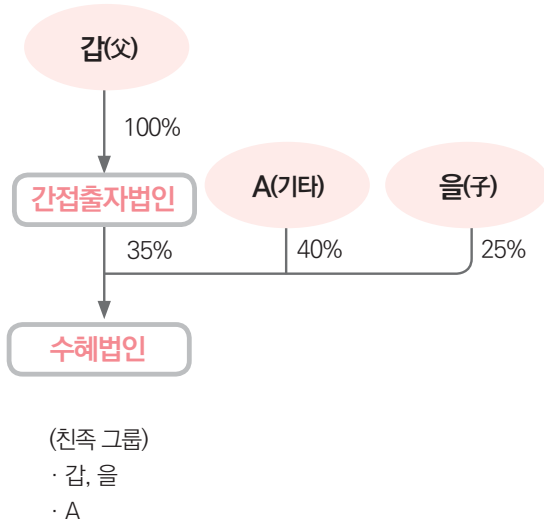 갑(父)
100%
간접출자법인
A(기타)
을(子)
35%
40%
25%
수혜법인
(친족 그룹)
· 갑, 을
· A